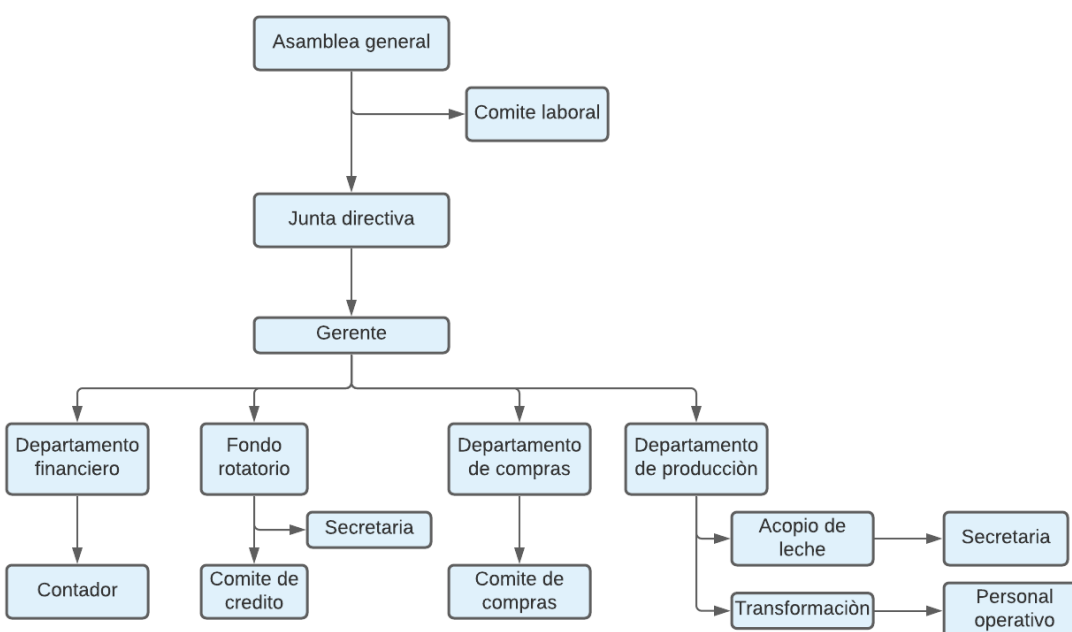 Asamblea general
Comite laboral
Junta directiva
Gerente
Departamento
financiero
Fondo
rotatorio
Departamento
de compras
Departamento
de producciòn
Secretaria
Acopio de
leche
Secretaria
Contador
Comite de
credito
Comite de
compras
Transformaciòn
Personal
operativo